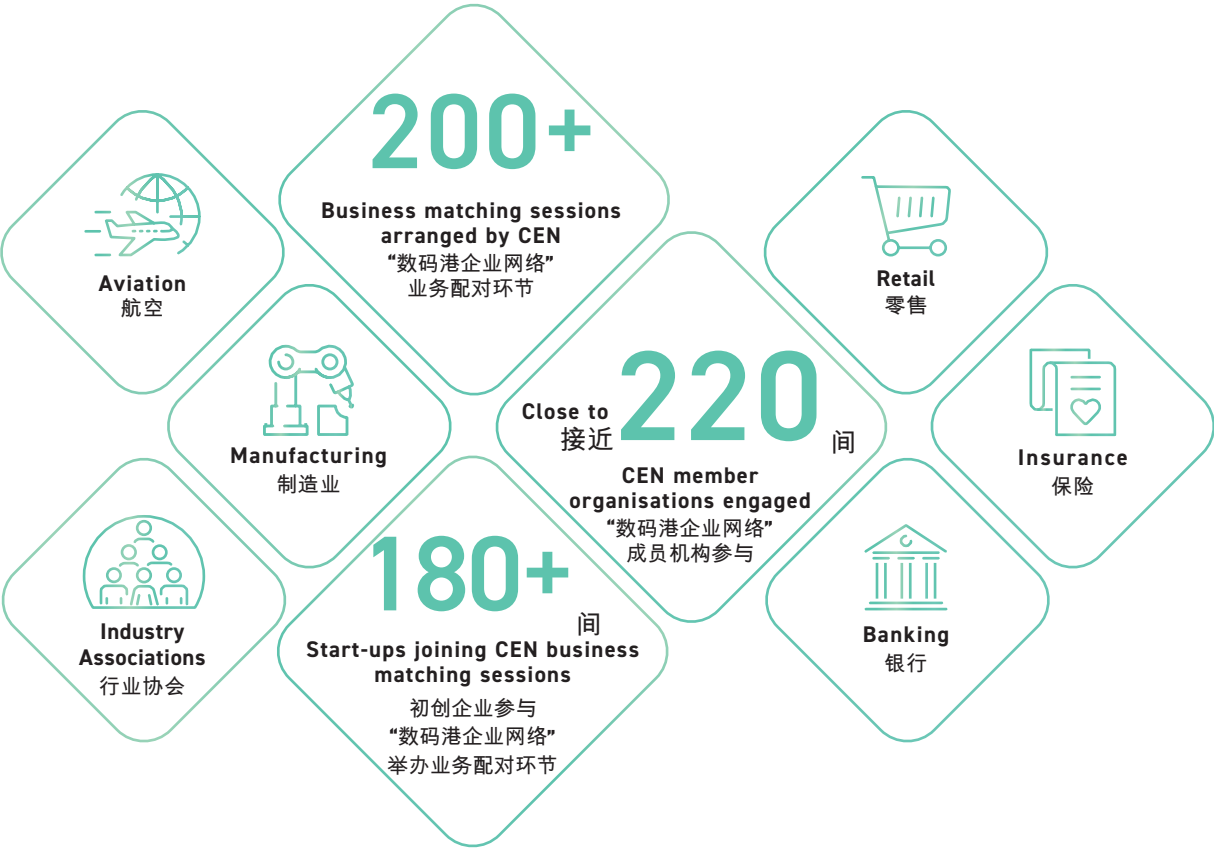 200+
Business matching sessions
arranged by CEN
“数码港企业网络”
业务配对环节
Aviation
航空
Retail
零售
Manufacturing
制造业
Close to
接近
220
间
CEN member
organisations engaged
“数码港企业网络”
成员机构参与
Insurance
保险
Industry
Associations
行业协会
180+
间
Start-ups joining CEN business
matching sessions
初创企业参与
“数码港企业网络”
举办业务配对环节
Banking
银行